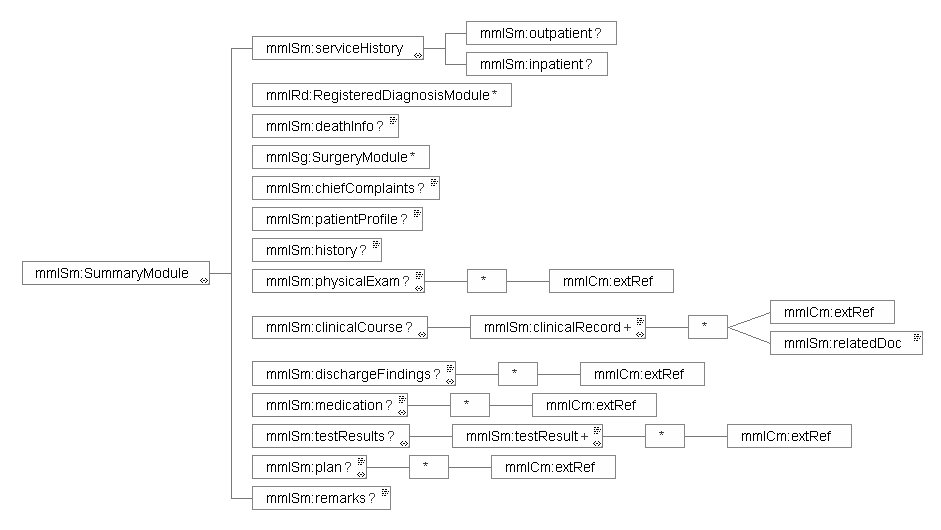 mmlSm:serviceHistory
mmlSm:outpatient?
mmlSm:inpatient?
mmlRd:RegisteredDiagnosisModule*
mmlSm:deathInfo?
mmlSg:SurgeryModule*
mmlSm:chiefComplaints?
mmlSm:patientProfile?
mmlSm:history?
mmlSm:SummaryModule
mmlSm:physicalExam? * mmlCm:extRef
mmlSm:clinicalCourse? mmlSm:clinicalRecord+ *
mmlCm:extRef
mmlSm:relatedDoc
mmlSm:dischargeFindings? * mmlCm:extRef
mmlSm:medication? * mmlCm:extRef
mmlSm:testResults? mmlSm:testResult+ * mmlCm:extRef
mmlSm:plan? * mmlCm:extRef
mmlSm:remarks?